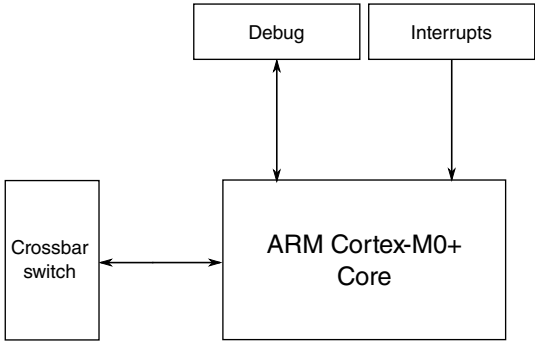 Debug
Interrupts
Crossbar
switch
ARM Cortex-M0+
Core